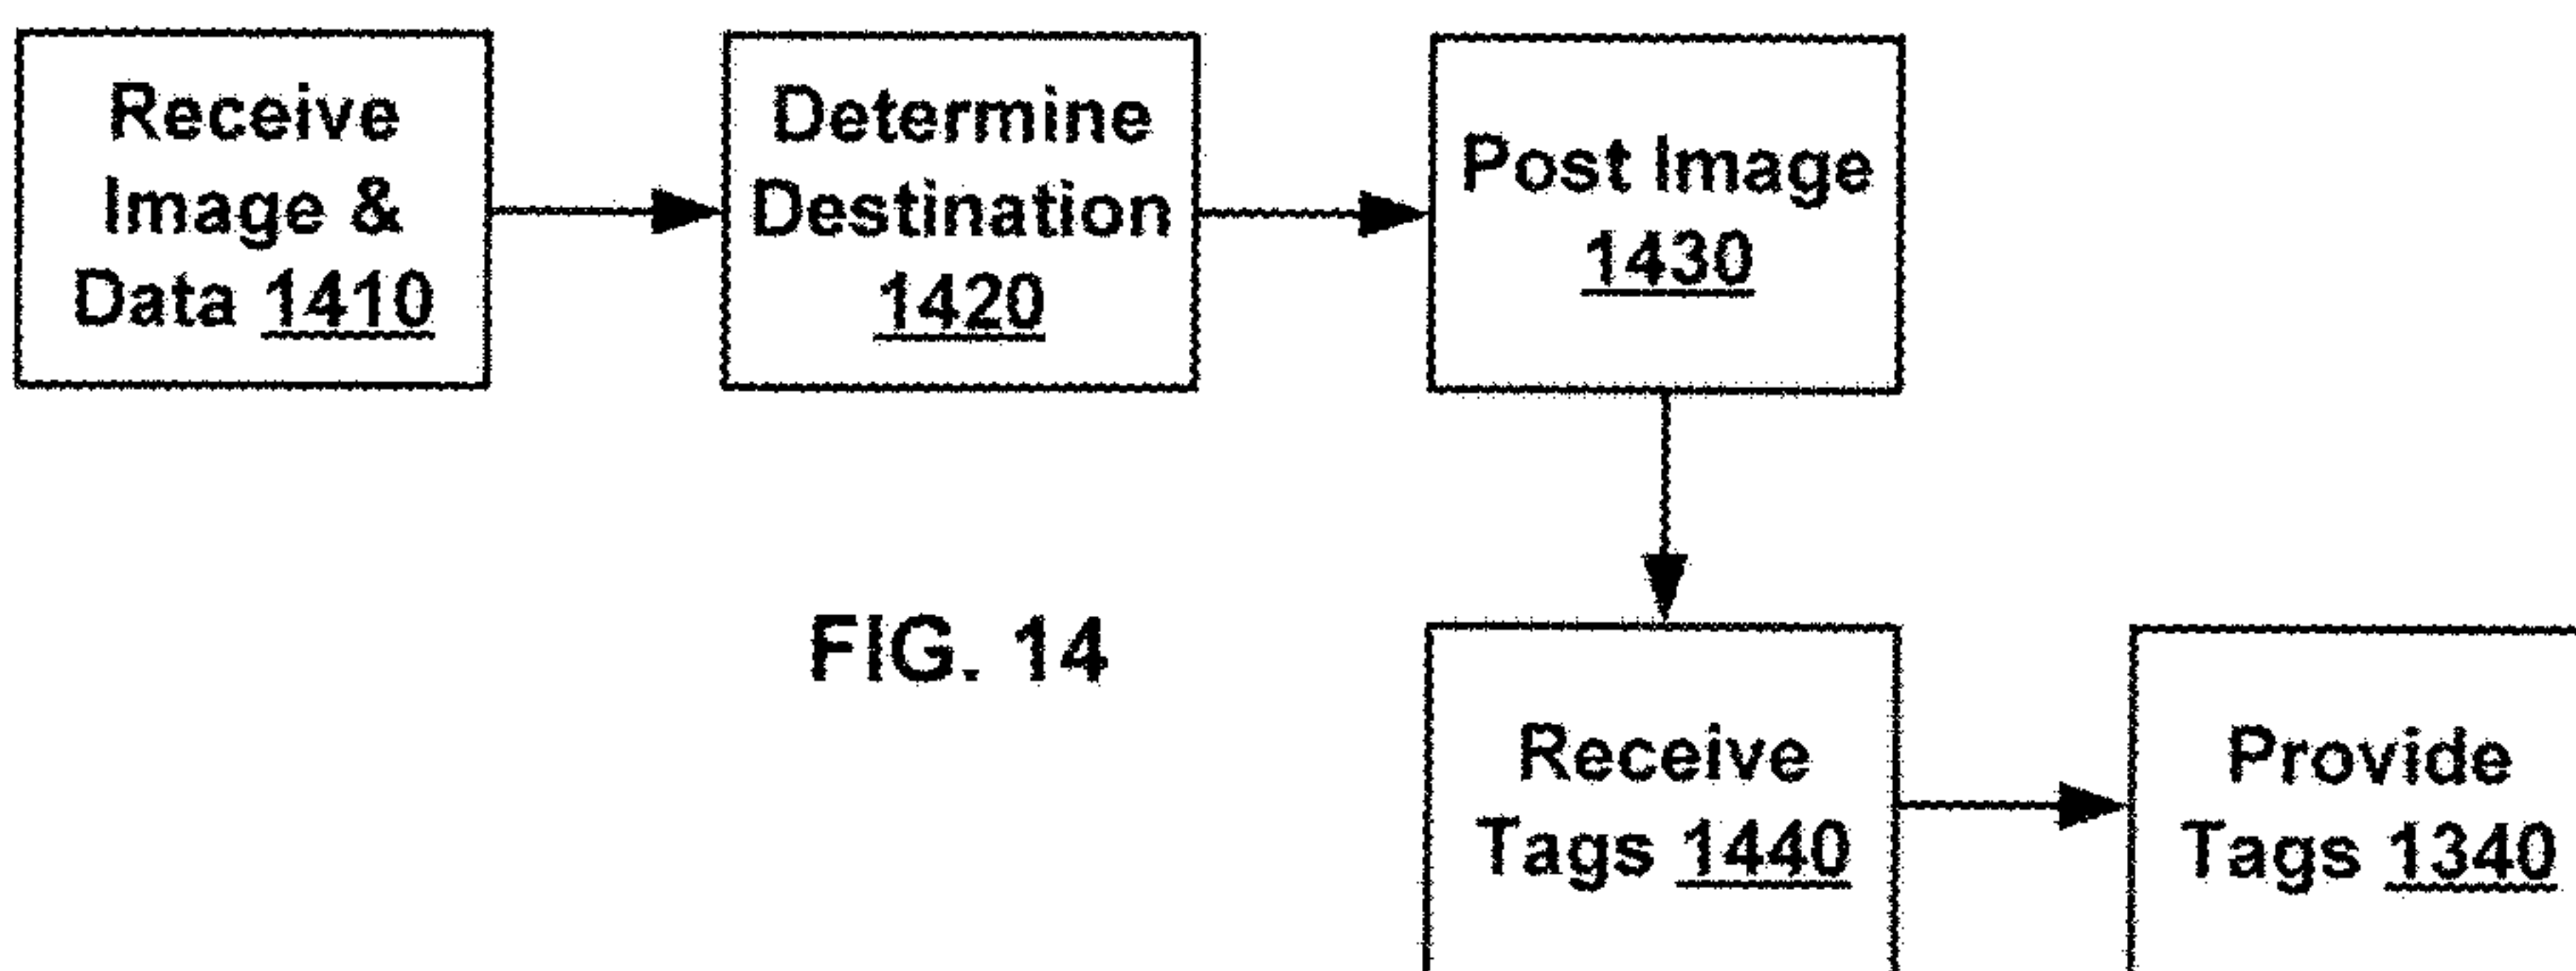 Receive
Image &
Data 1410
Determine
Destination
1420
Post Image
1430
FIG. 14
Receive
Tags 1440
Provide
Tags 1340